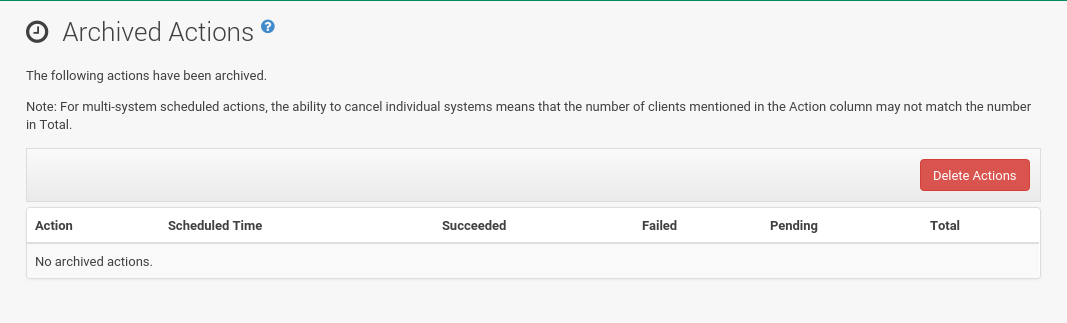 Archived Actions ?
The following actions have been archived.
Note: For multi-system scheduled actions, the ability to cancel individual systems means that the number of clients mentioned in the Action column may not match the number
in Total.
Delete Actions
Action Scheduled Time Succeeded Failed Pending Total
No archived actions.